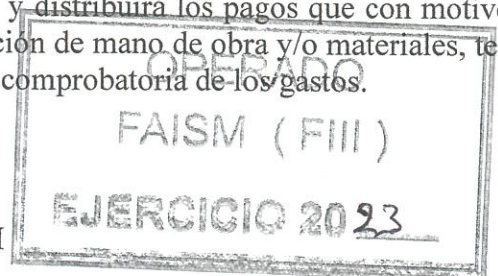 y distribuirá los pagos que con motivo
ción de mano de obra y/o materiales, te
comprobatoria de los gastos.
OPERADO
FAISM ( FIII )
EJERCICIO 2023